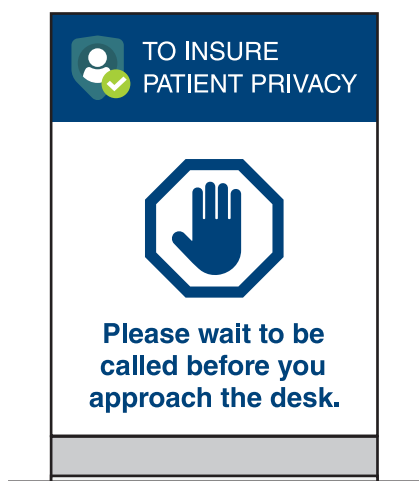 TO INSURE
PATIENT PRIVACY
Please wait to be
called before you
approach the desk.